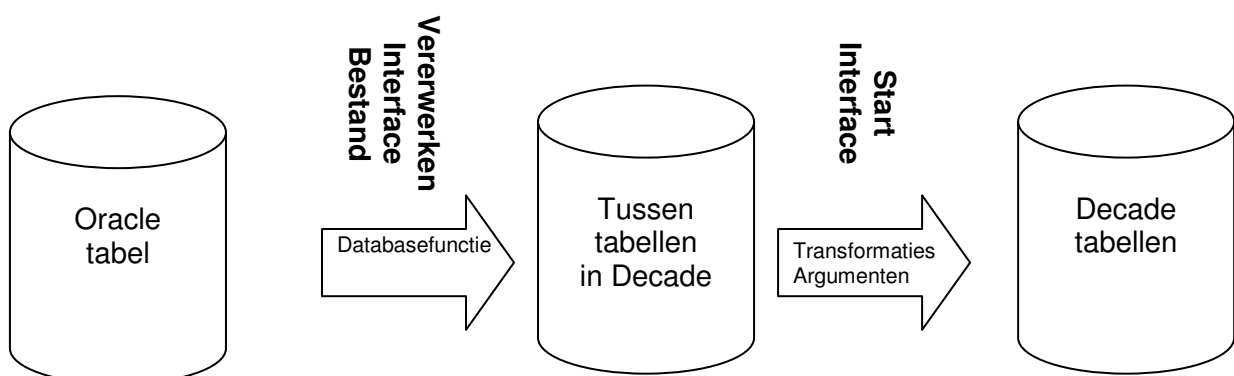 Oracle
tabel
Vererwerken
Interface
Bestand
Databasefunctie
Tussen
tabellen
in Decade
Start
Interface
Transformaties
Argumenten
Decade
tabellen